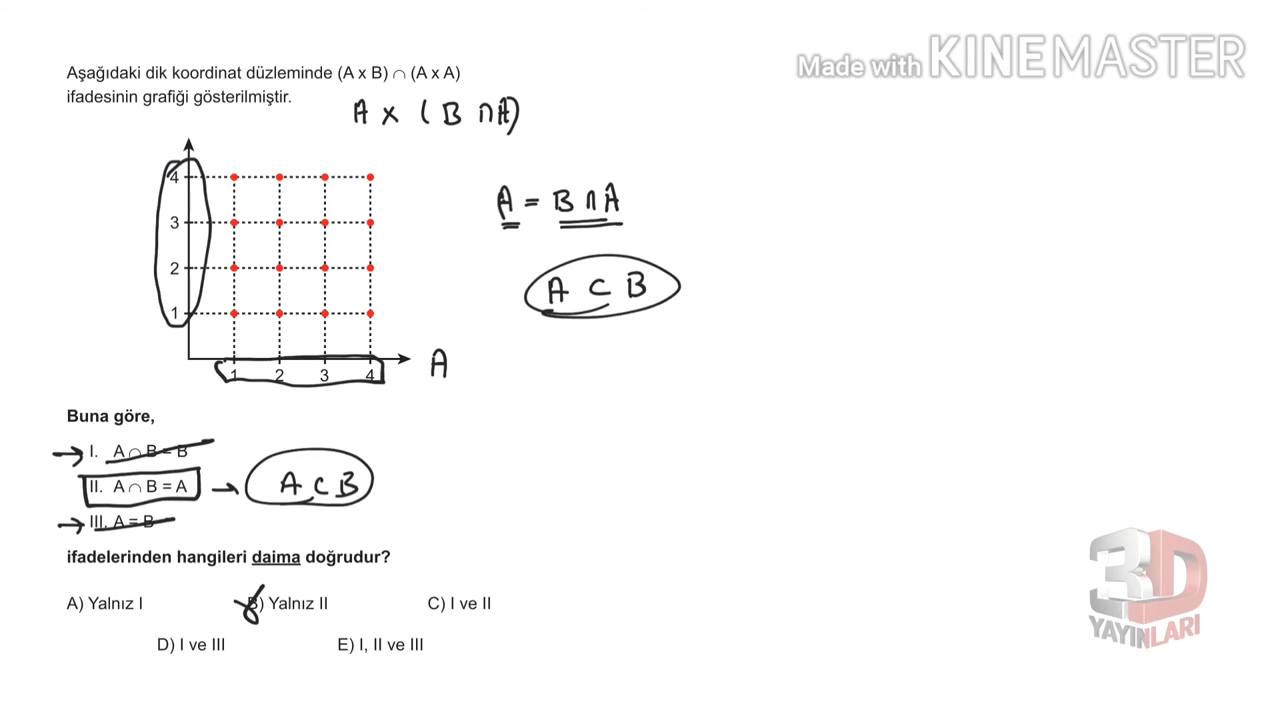 Made with KINEMASTER
Aşağıdaki dik koordinat düzleminde (A x B) ∩ (A x A)
ifadesinin grafiği gösterilmiştir.
A x (B ∩ A)
4
3
2
1
1 2 3 4
A
A = B ∩ A
A ⊂ B
Buna göre,
I. A ∩ B = B
II. A ∩ B = A
A ⊂ B
III. A = B
ifadelerinden hangileri daima doğrudur?
A) Yalnız I B) Yalnız II C) I ve II
D) I ve III E) I, II ve III
3D
YAYINLARI